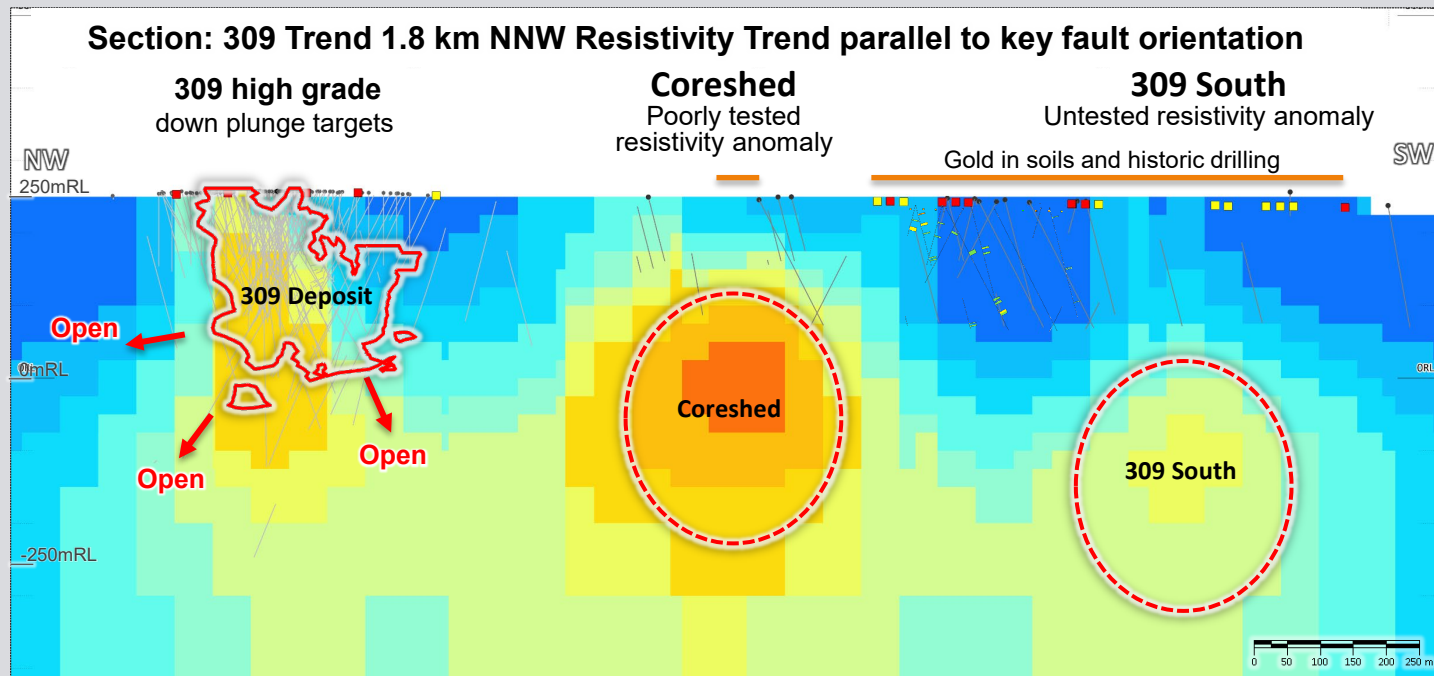 Section: 309 Trend 1.8 km NNW Resistivity Trend parallel to key fault orientation
309 high grade
down plunge targets
Coreshed
Poorly tested
resistivity anomaly
309 South
Untested resistivity anomaly
Gold in soils and historic drilling
NW
SW
250mRL
309 Deposit
Open
0mRL
0RL
Coreshed
Open
Open
309 South
-250mRL
0 50 100 150 200 250 m